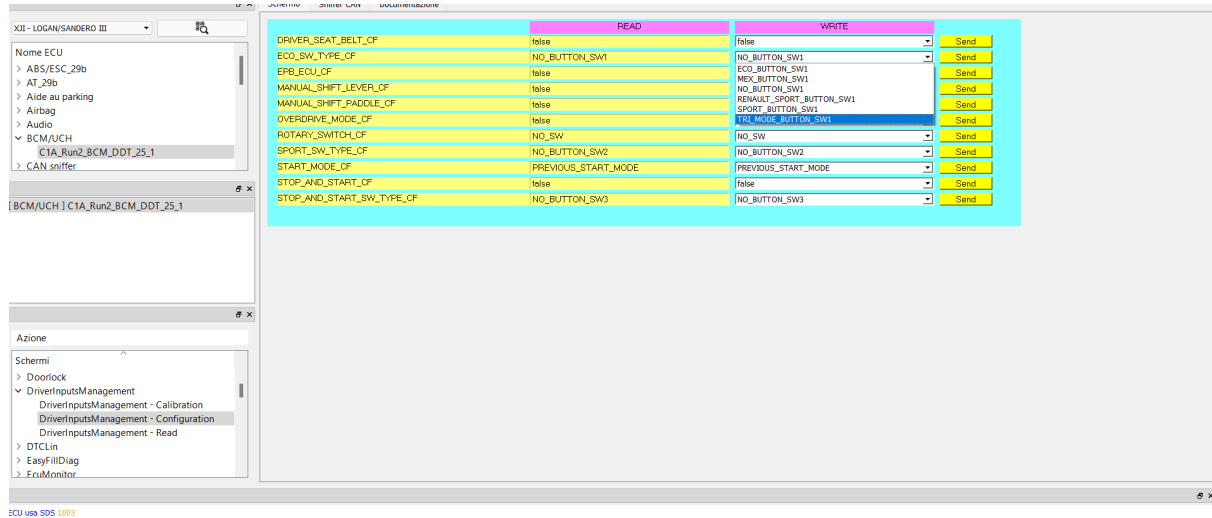 Schermo Sniffer CAN Documentazione
XJI - LOGAN/SANDERO III
Nome ECU
> ABS/ESC_29b
> AT_29b
> Aide au parking
> Airbag
> Audio
BCM/UCH
C1A_Run2_BCM_DDT_25_1
> CAN sniffer
[ BCM/UCH ] C1A_Run2_BCM_DDT_25_1
Azione
Schermi
> Doorlock
DriverInputsManagement
DriverInputsManagement - Calibration
DriverInputsManagement - Configuration
DriverInputsManagement - Read
> DTCLin
> EasyFillDiag
> EcuMonitor
READ WRITE
DRIVER_SEAT_BELT_CF false false Send
ECO_SW_TYPE_CF NO_BUTTON_SW1 NO_BUTTON_SW1 Send
EPB_ECU_CF false Send
MANUAL_SHIFT_LEVER_CF false Send
MANUAL_SHIFT_PADDLE_CF false Send
OVERDRIVE_MODE_CF false Send
ECO_BUTTON_SW1
MEX_BUTTON_SW1
NO_BUTTON_SW1
RENAULT_SPORT_BUTTON_SW1
SPORT_BUTTON_SW1
TRI_MODE_BUTTON_SW1
ROTARY_SWITCH_CF NO_SW NO_SW Send
SPORT_SW_TYPE_CF NO_BUTTON_SW2 NO_BUTTON_SW2 Send
START_MODE_CF PREVIOUS_START_MODE PREVIOUS_START_MODE Send
STOP_AND_START_CF false false Send
STOP_AND_START_SW_TYPE_CF NO_BUTTON_SW3 NO_BUTTON_SW3 Send
ECU usa SDS 1003